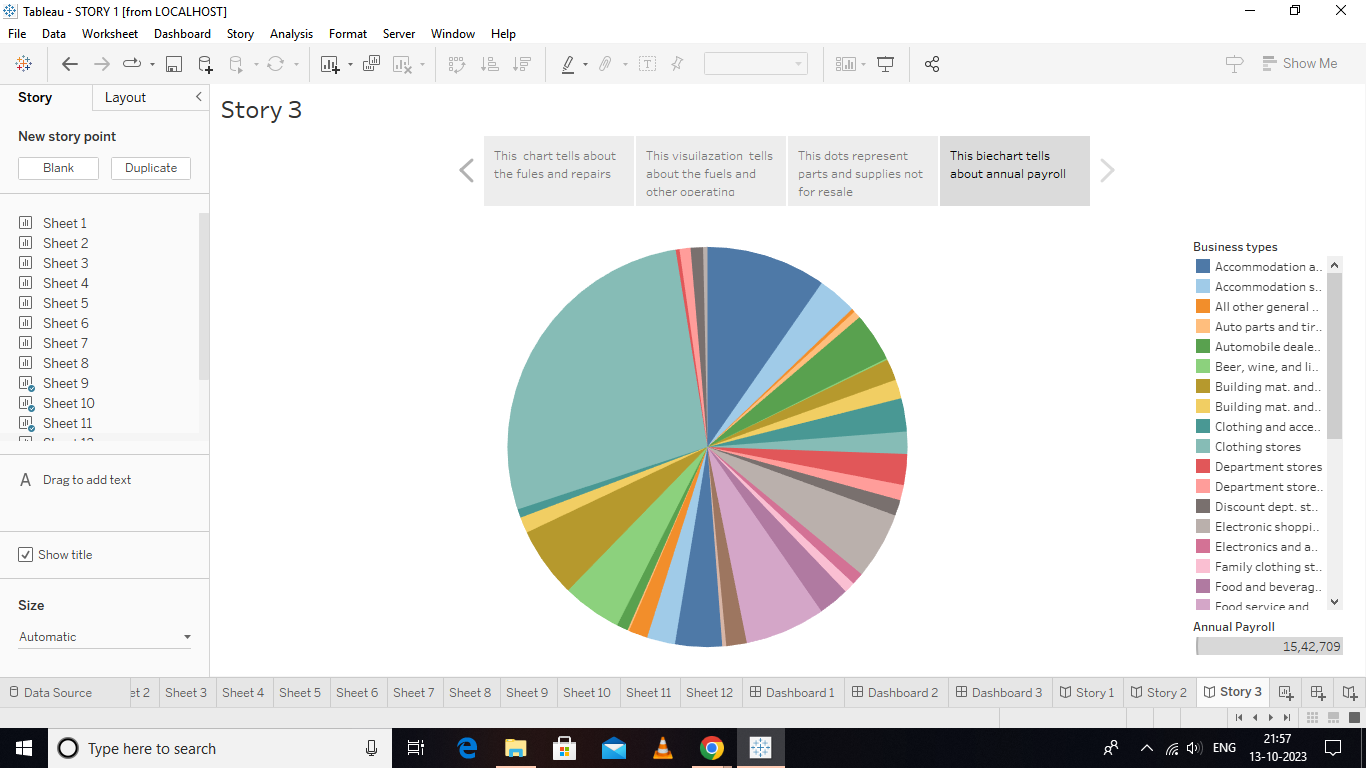 Tableau - STORY 1 [from LOCALHOST]
File Data Worksheet Dashboard Story Analysis Format Server Window Help
Show Me
Story Layout
New story point
Blank Duplicate
Sheet 1
Sheet 2
Sheet 3
Sheet 4
Sheet 5
Sheet 6
Sheet 7
Sheet 8
Sheet 9
Sheet 10
Sheet 11
A Drag to add text
Show title
Size
Automatic
Story 3
This chart tells about
the fules and repairs
This visuilazation tells
about the fuels and
other operating
This dots represent
parts and supplies not
for resale
This biechart tells
about annual payroll
Business types
Accommodation a..
Accommodation s..
All other general ..
Auto parts and tir..
Automobile deale..
Beer, wine, and li..
Building mat. and..
Building mat. and..
Clothing and acce..
Clothing stores
Department stores
Department store..
Discount dept. st..
Electronic shoppi..
Electronics and a..
Family clothing st..
Food and beverag..
Food service and
Annual Payroll
15,42,709
Data Source et 2 Sheet 3 Sheet 4 Sheet 5 Sheet 6 Sheet 7 Sheet 8 Sheet 9 Sheet 10 Sheet 11 Sheet 12 Dashboard 1 Dashboard 2 Dashboard 3 Story 1 Story 2 Story 3
Type here to search
ENG
21:57
13-10-2023